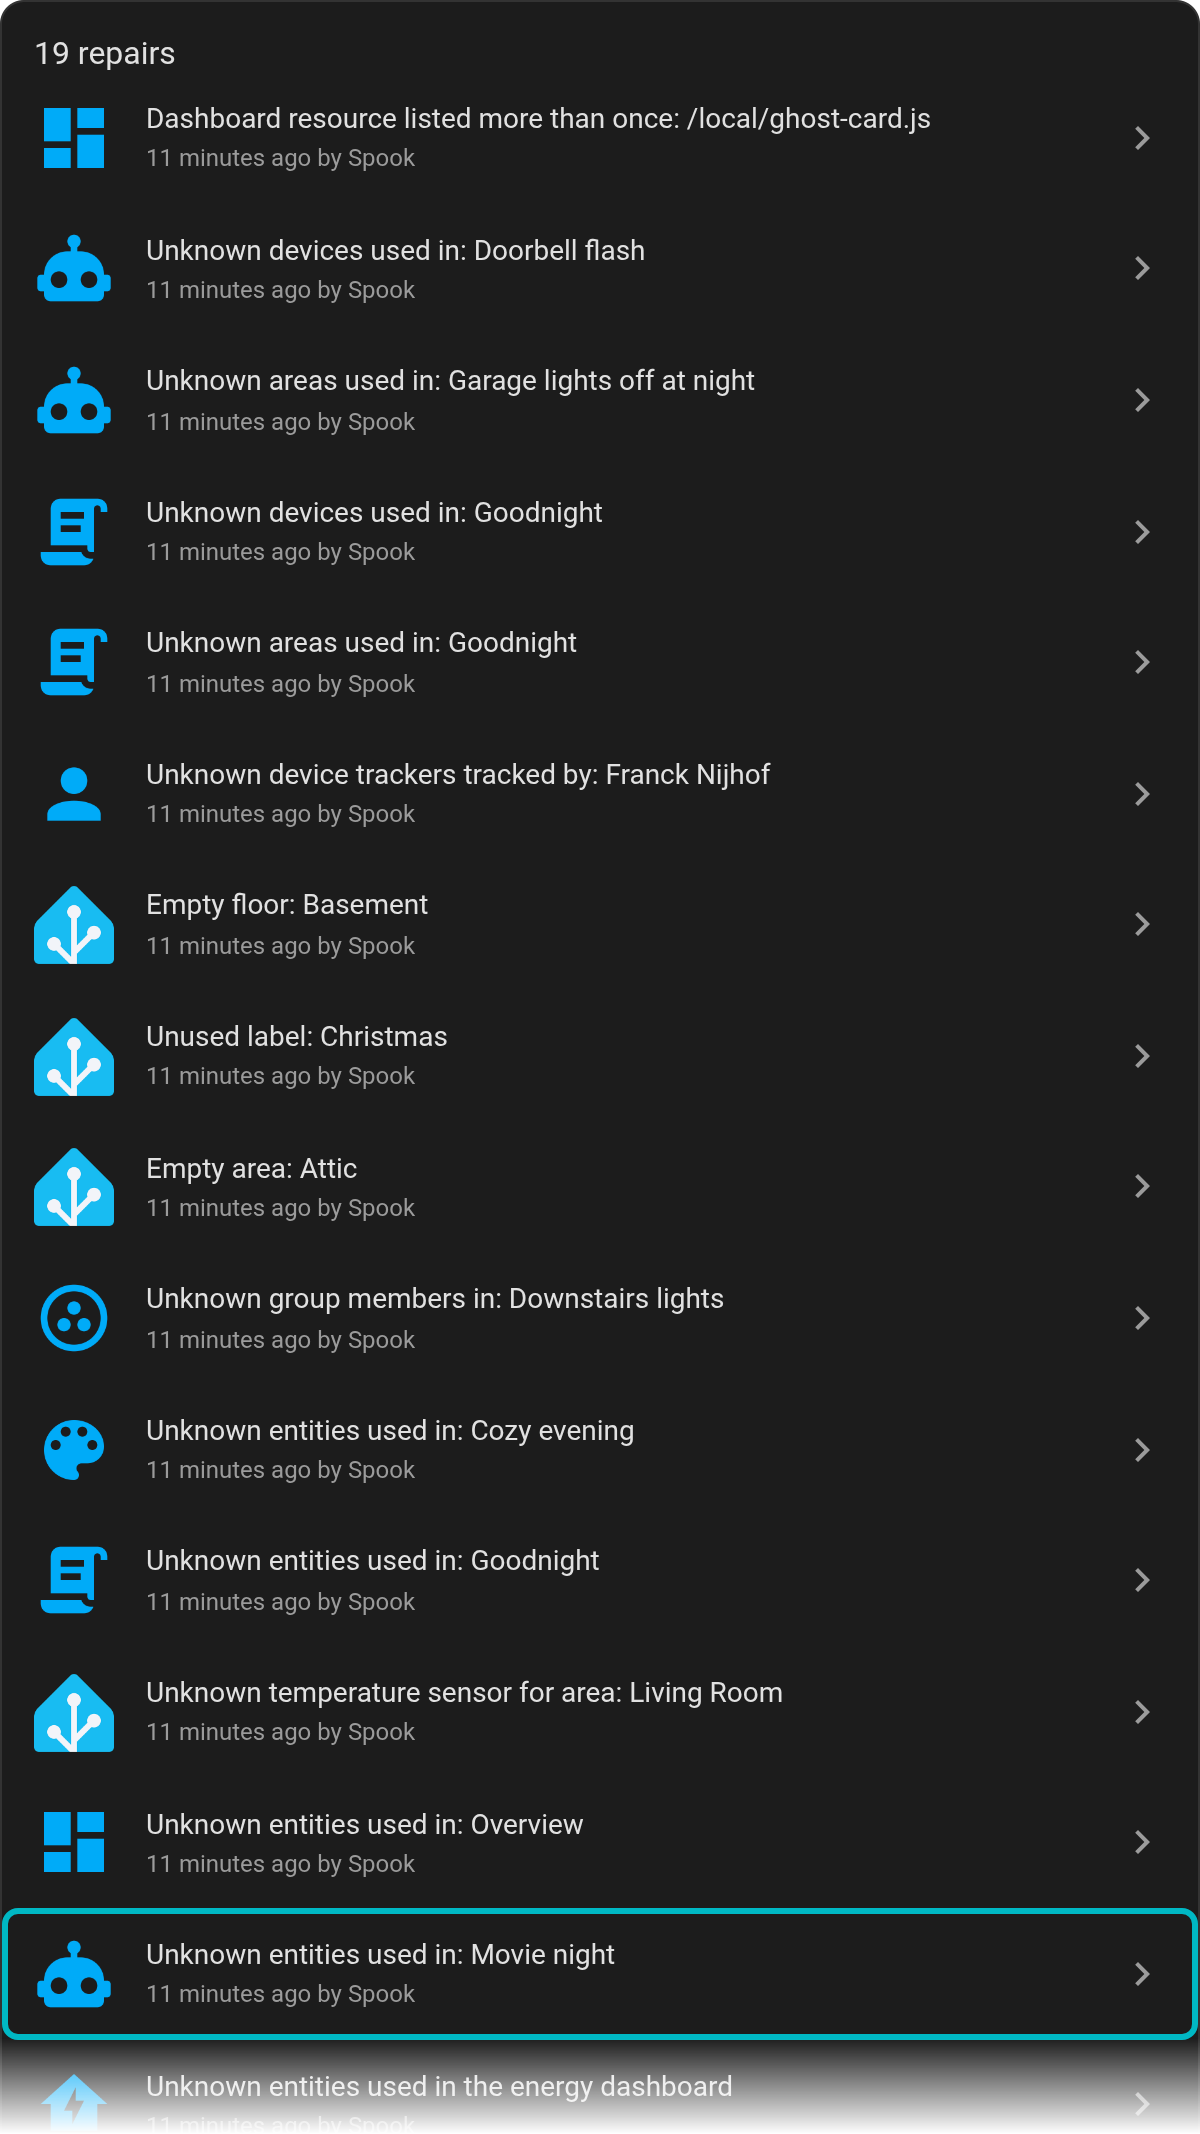 19 repairs
Dashboard resource listed more than once: /local/ghost-card.js
11 minutes ago by Spook
Unknown devices used in: Doorbell flash
11 minutes ago by Spook
Unknown areas used in: Garage lights off at night
11 minutes ago by Spook
Unknown devices used in: Goodnight
11 minutes ago by Spook
Unknown areas used in: Goodnight
11 minutes ago by Spook
Unknown device trackers tracked by: Franck Nijhof
11 minutes ago by Spook
Empty floor: Basement
11 minutes ago by Spook
Unused label: Christmas
11 minutes ago by Spook
Empty area: Attic
11 minutes ago by Spook
Unknown group members in: Downstairs lights
11 minutes ago by Spook
Unknown entities used in: Cozy evening
11 minutes ago by Spook
Unknown entities used in: Goodnight
11 minutes ago by Spook
Unknown temperature sensor for area: Living Room
11 minutes ago by Spook
Unknown entities used in: Overview
11 minutes ago by Spook
Unknown entities used in: Movie night
11 minutes ago by Spook
Unknown entities used in the energy dashboard
11 minutes ago by Spook